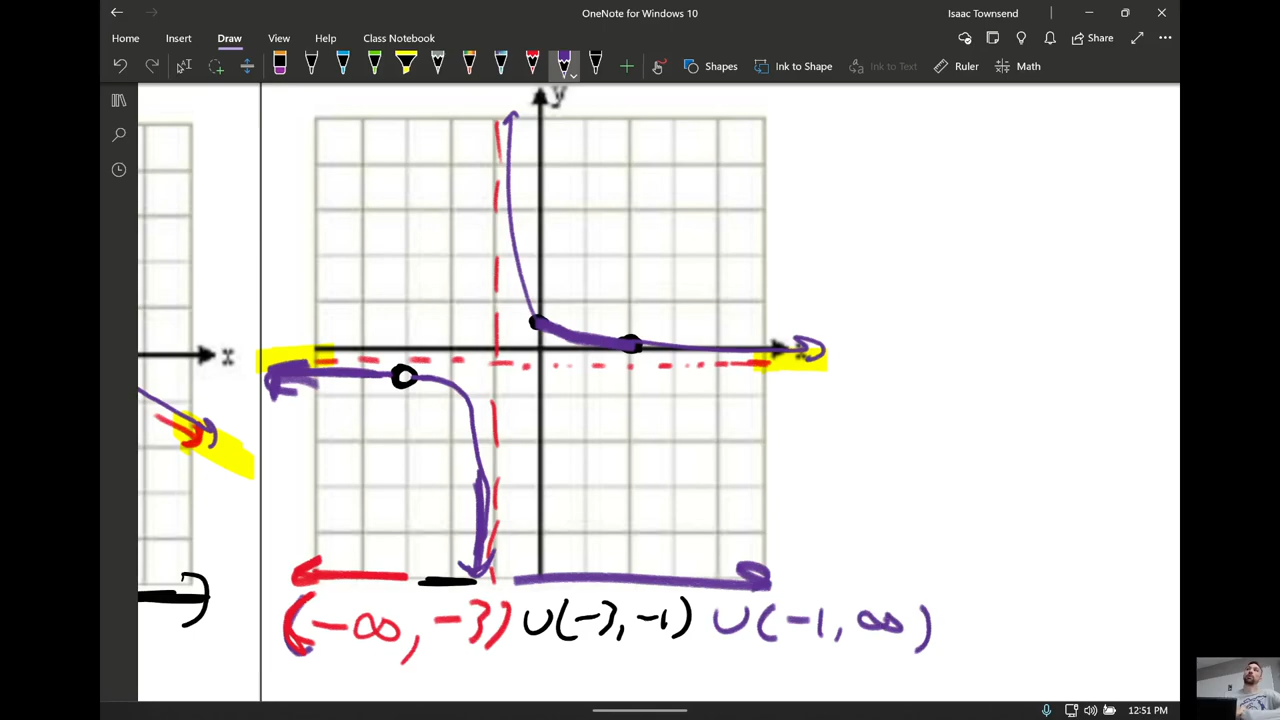 OneNote for Windows 10
Isaac Townsend
Home Insert Draw View Help Class Notebook
Share
Shapes Ink to Shape Ink to Text Ruler Math
y
x
(-∞, -3) ∪ (-3, -1) ∪ (-1, ∞)
12:51 PM